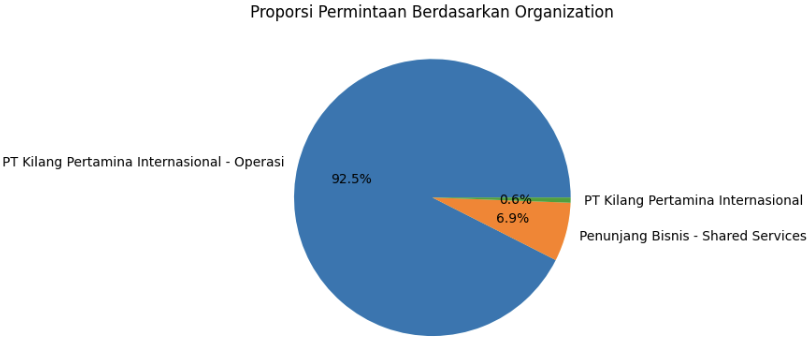 Proporsi Permintaan Berdasarkan Organization
PT Kilang Pertamina Internasional - Operasi
92.5%
0.6%
PT Kilang Pertamina Internasional
6.9%
Penunjang Bisnis - Shared Services